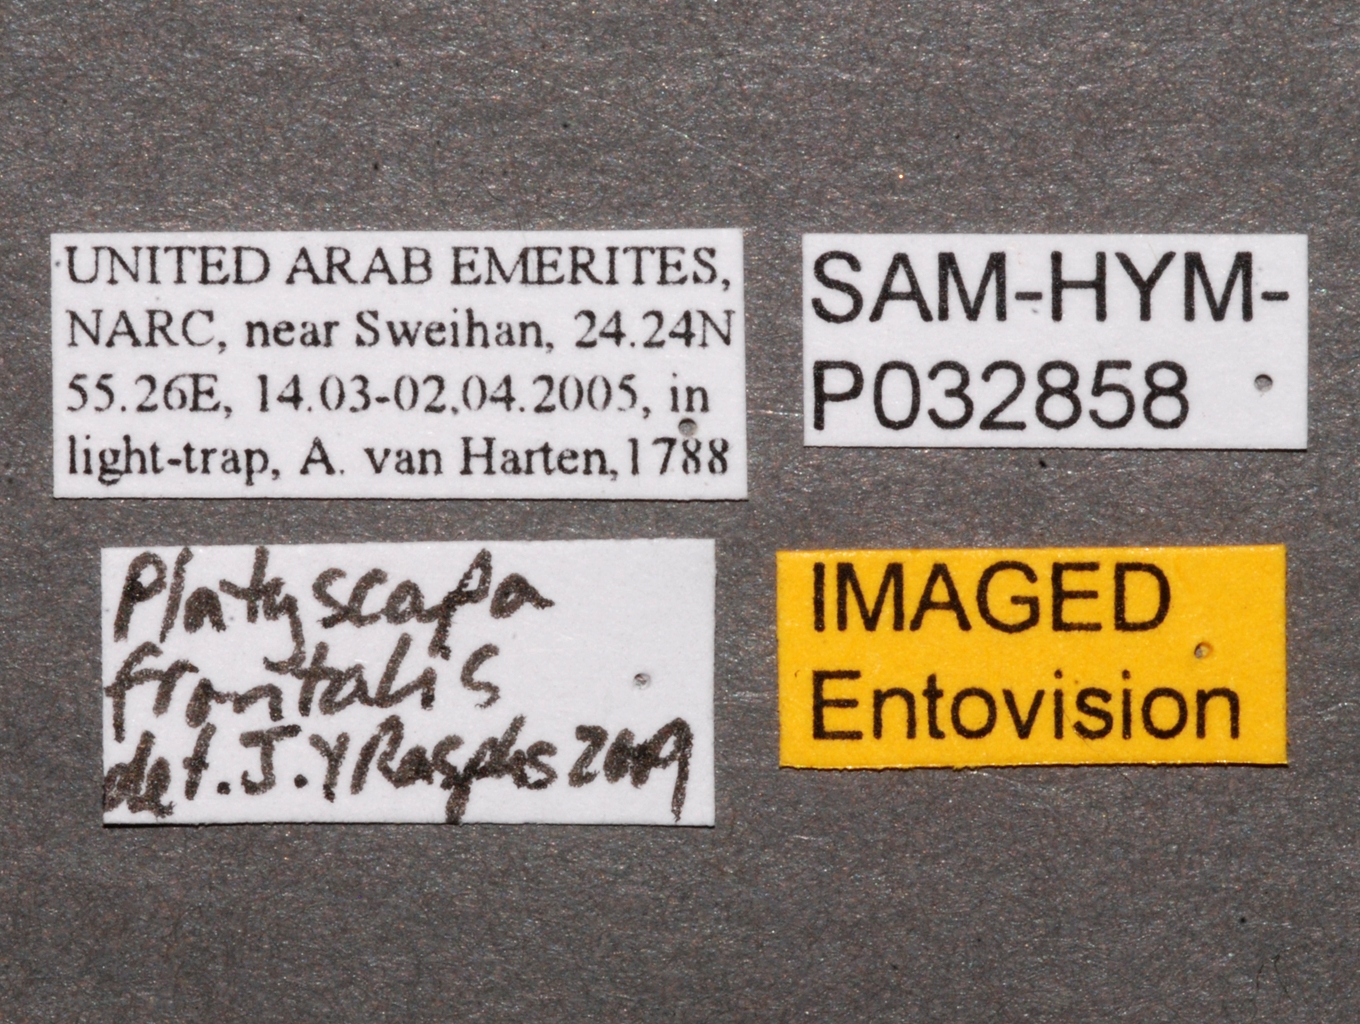 UNITED ARAB EMERITES,
NARC, near Sweihan, 24.24N
55.26E, 14.03-02.04.2005, in
light-trap, A. van Harten, 1788
SAM-HYM-
P032858
Platyscapa
frontalis
det. J.Y Rasplus 2009
IMAGED
Entovision